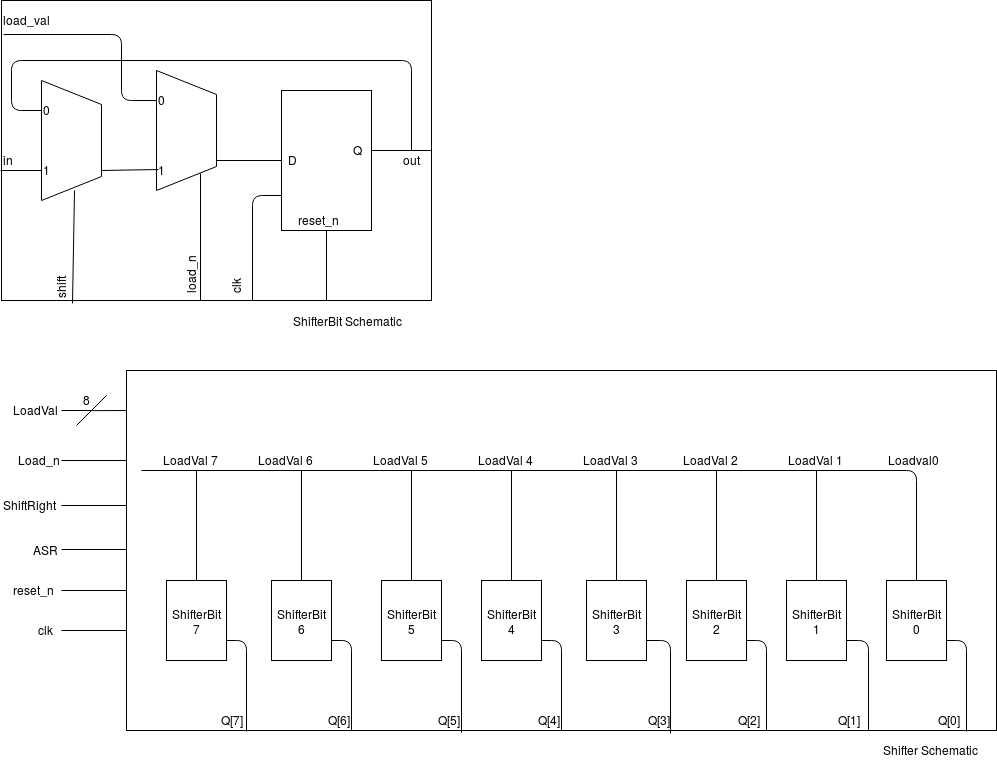 load_val
0
0
in
1
1
D
Q
out
reset_n
shift
load_n
clk
ShifterBit Schematic
8
LoadVal
Load_n
ShiftRight
ASR
reset_n
clk
LoadVal 7 LoadVal 6 LoadVal 5 LoadVal 4 LoadVal 3 LoadVal 2 LoadVal 1 Loadval0
ShifterBit
7
ShifterBit
6
ShifterBit
5
ShifterBit
4
ShifterBit
3
ShifterBit
2
ShifterBit
1
ShifterBit
0
Q[7] Q[6] Q[5] Q[4] Q[3] Q[2] Q[1] Q[0]
Shifter Schematic